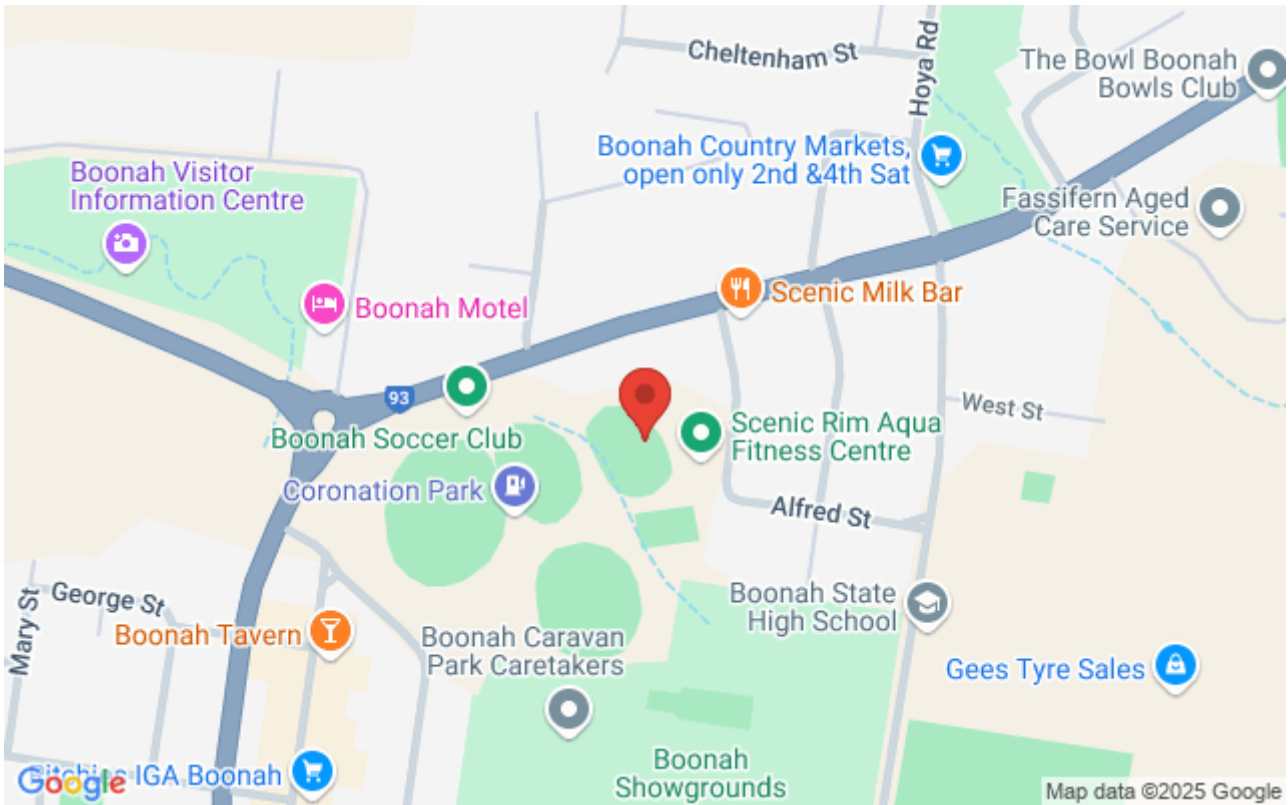 Cheltenham St
Hoya Rd
The Bowl Boonah
Bowls Club
Boonah Country Markets,
open only 2nd &4th Sat
Boonah Visitor
Information Centre
Fassifern Aged
Care Service
Boonah Motel
Scenic Milk Bar
93
West St
Boonah Soccer Club
Scenic Rim Aqua
Fitness Centre
Coronation Park
Alfred St
Mary St
George St
Boonah Tavern
Boonah State
High School
Boonah Caravan
Park Caretakers
Gees Tyre Sales
Boonah
Showgrounds
IGA Boonah
Google
Map data ©2025 Google